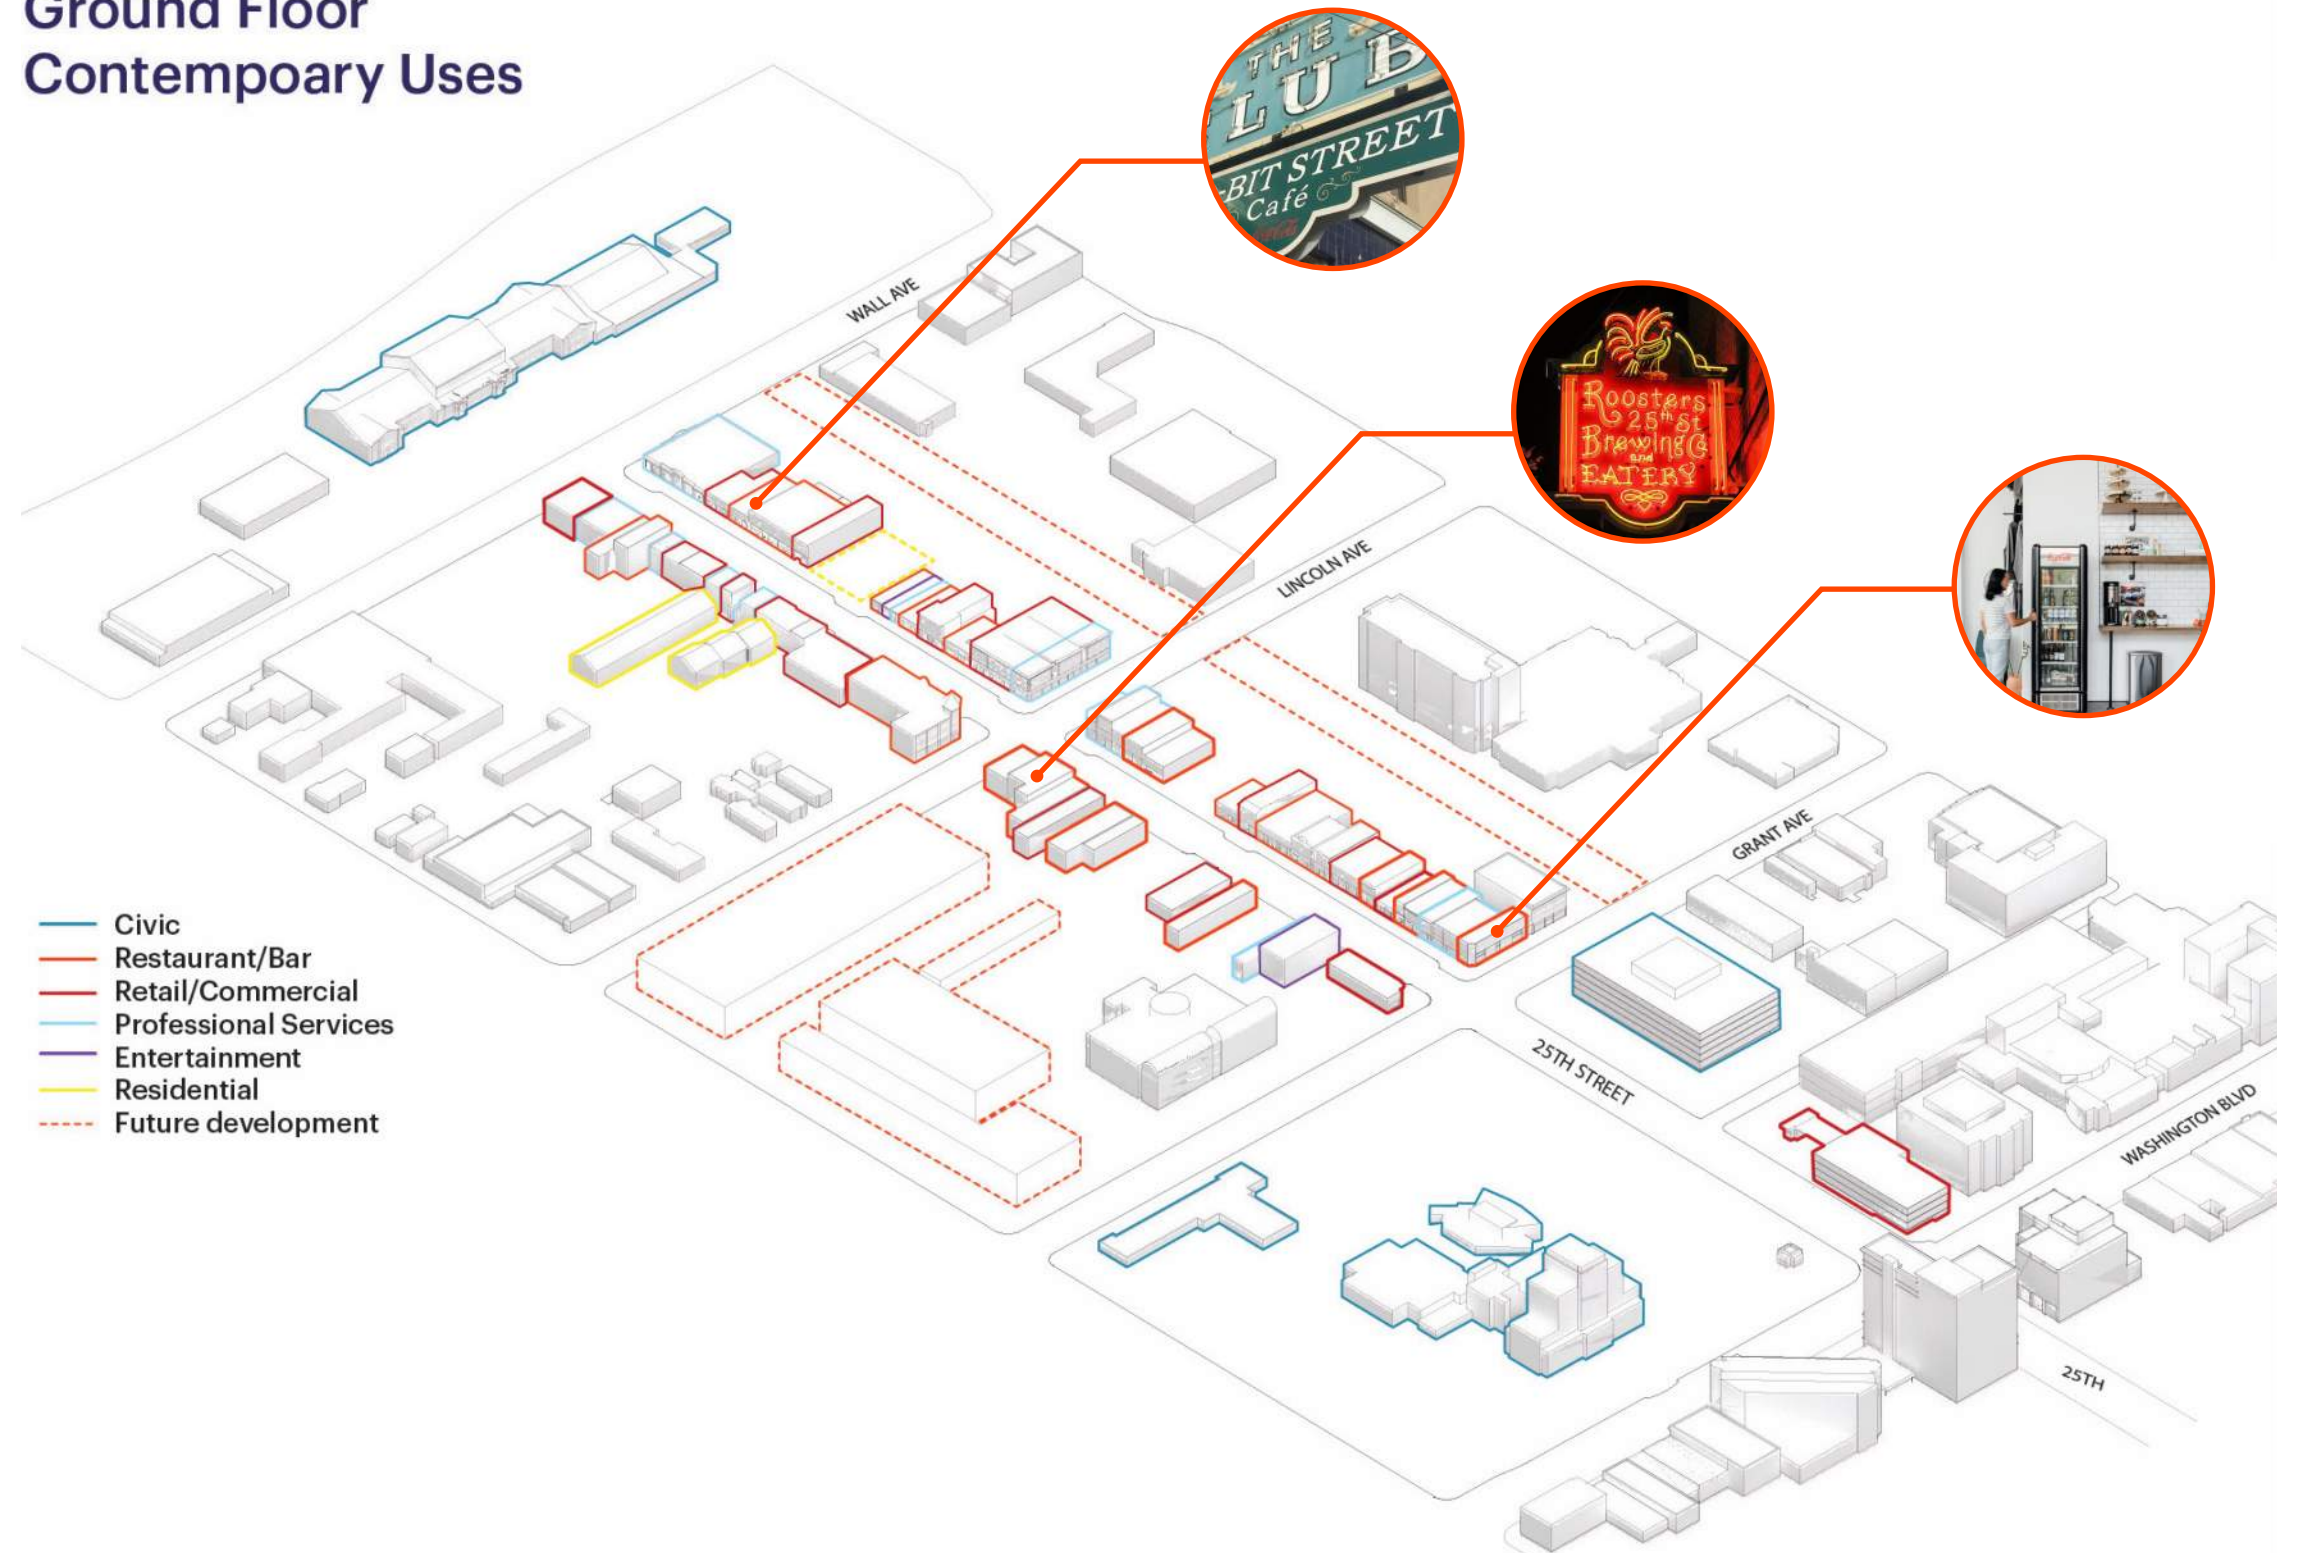 Ground Floor
Contempoary Uses
THE
LUB
BIT STREET
Café
WALL AVE
Roosters
25th St
Brewing Co
and
EATERY
LINCOLN AVE
GRANT AVE
Civic
Restaurant/Bar
Retail/Commercial
Professional Services
Entertainment
Residential
Future development
25TH STREET
WASHINGTON BLVD
25TH